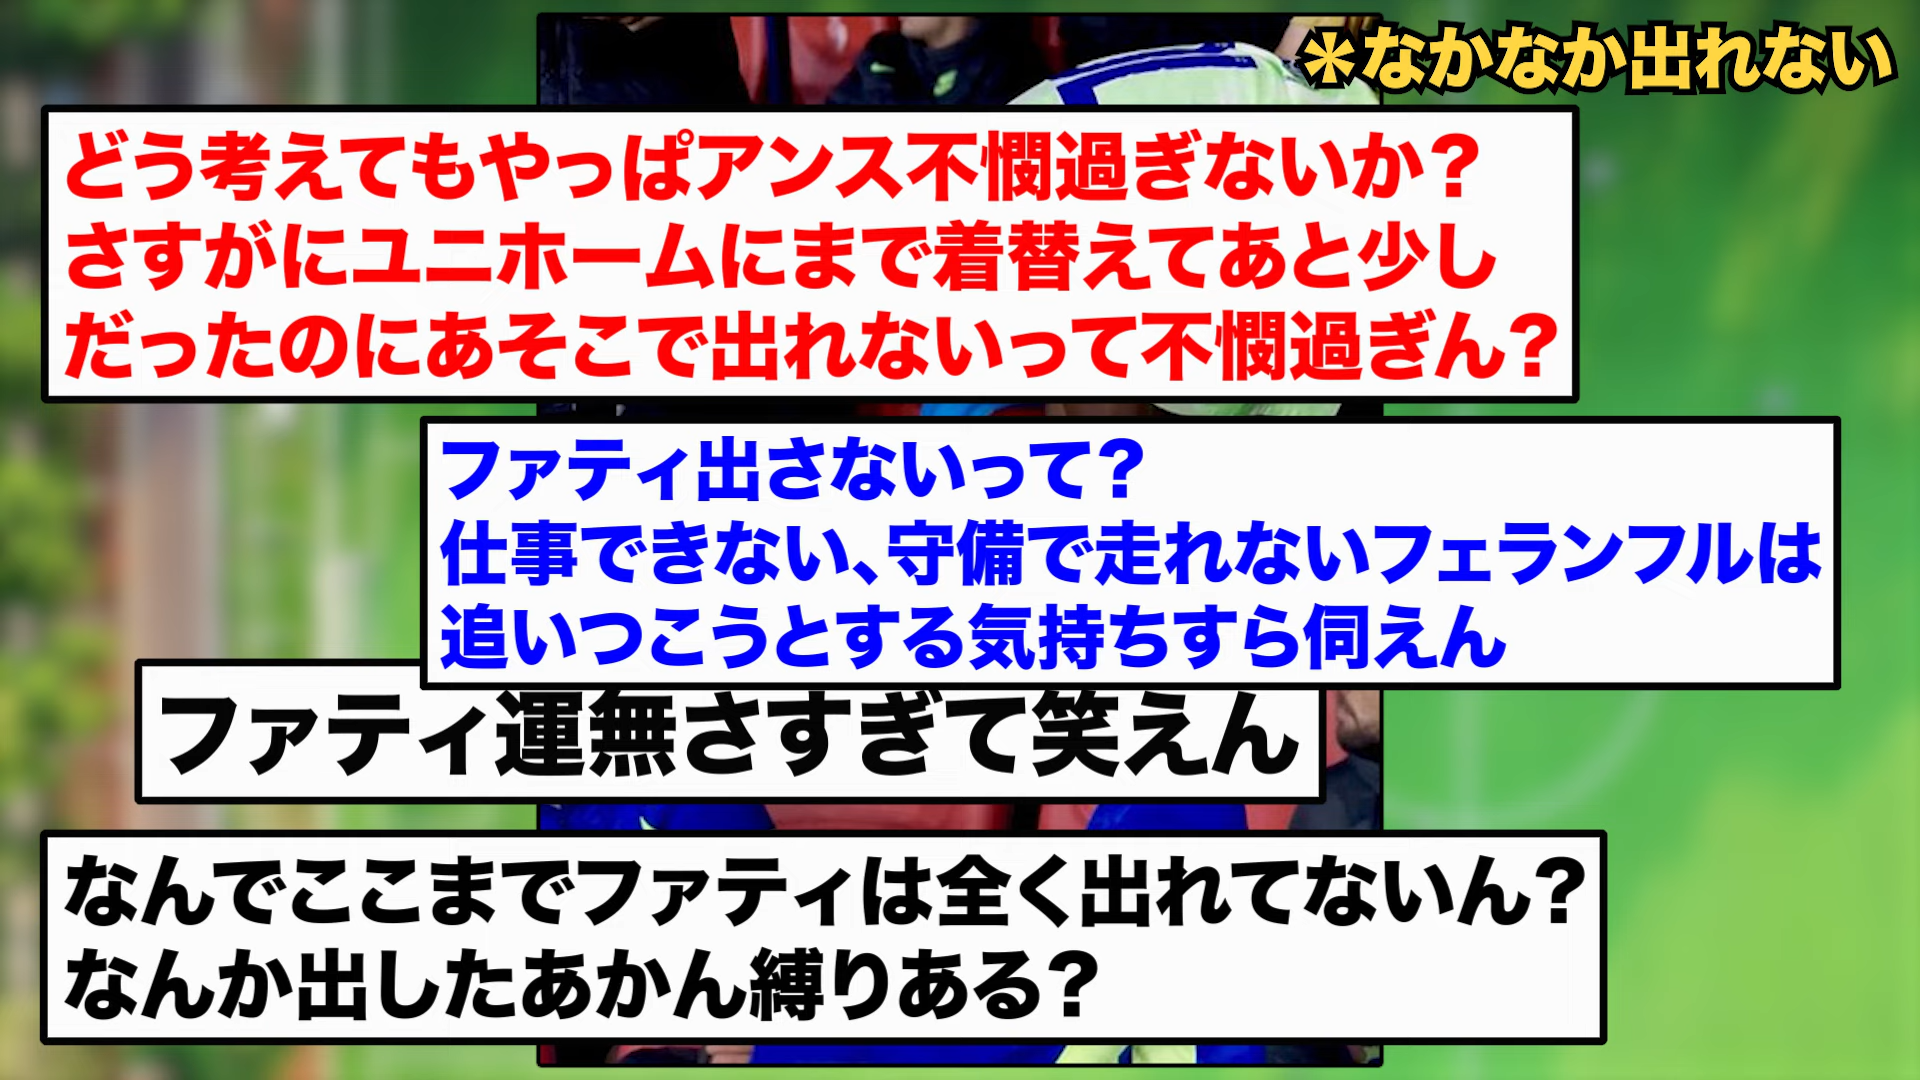 *なかなか出れない
どう考えてもやっぱアンス不憫過ぎないか?
さすがにユニホームにまで着替えてあと少し
だったのにあそこで出れないって不憫過ぎん?
ファティ出さないって?
仕事できない、守備で走れないフェランフルは
追いつこうとする気持ちすら伺えん
ファティ運無さすぎて笑えん
なんでここまでファティは全く出れてないん?
なんか出したあかん縛りある?